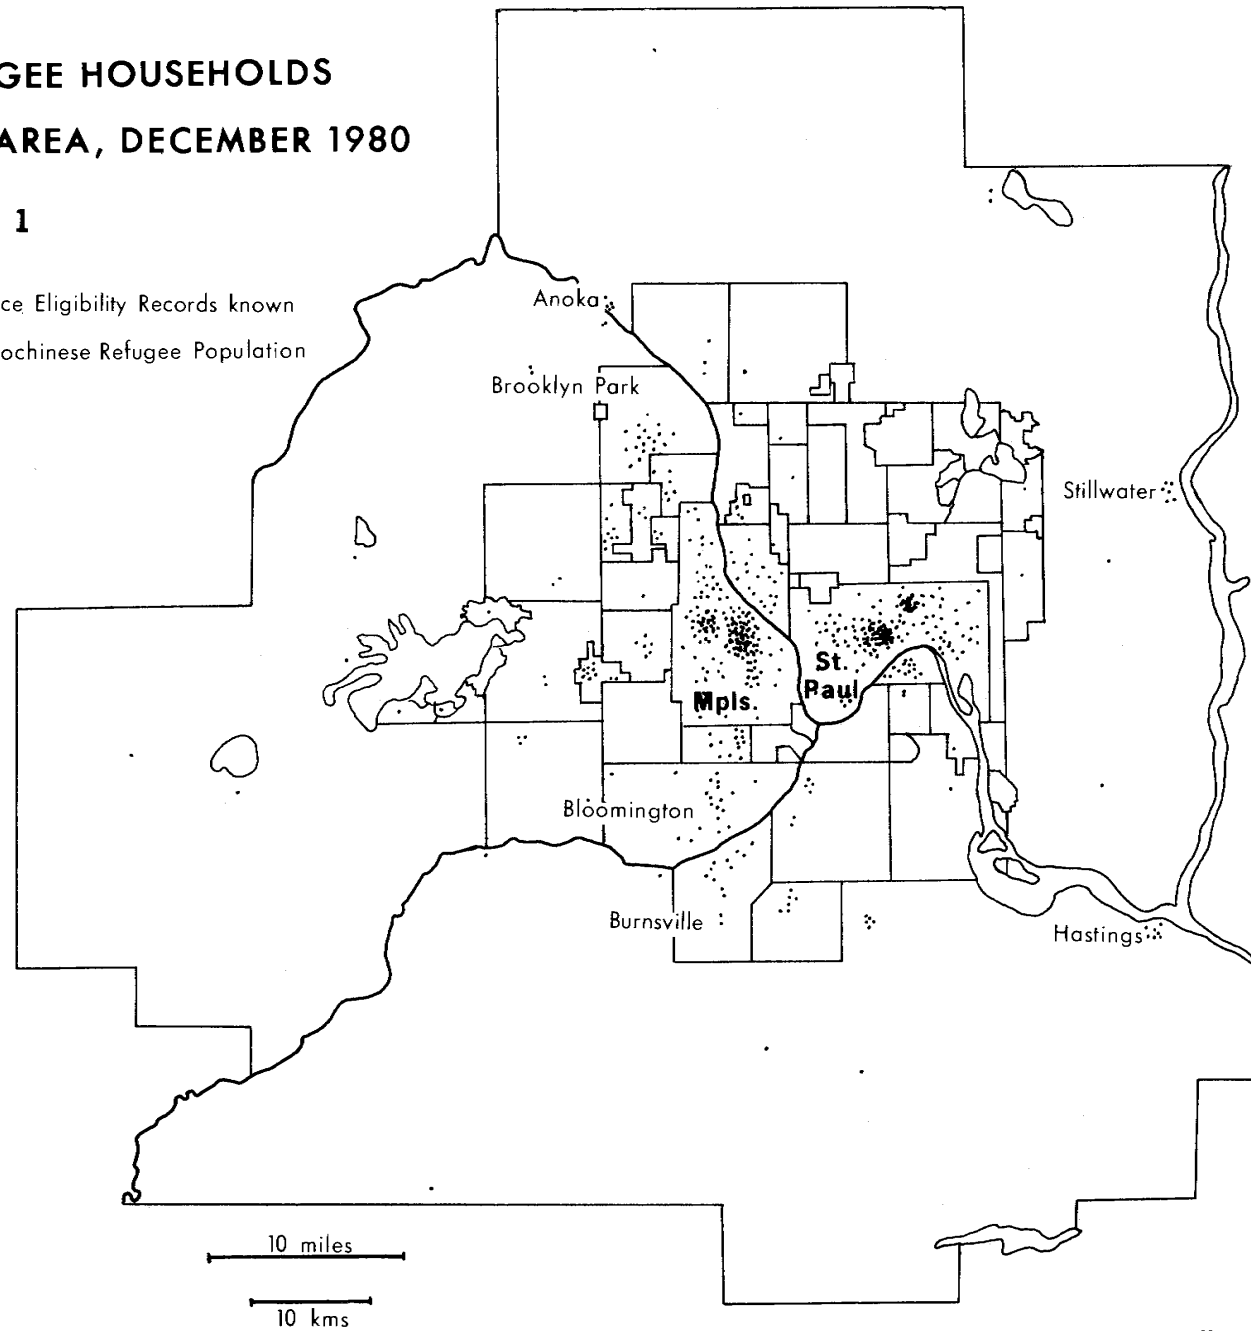 GEE HOUSEHOLDS
AREA, DECEMBER 1980
1
ce Eligibility Records known
ochinese Refugee Population
Anoka
Brooklyn Park
Stillwater
St.
Paul
Mpls.
Bloomington
Burnsville
Hastings
10 miles
10 kms